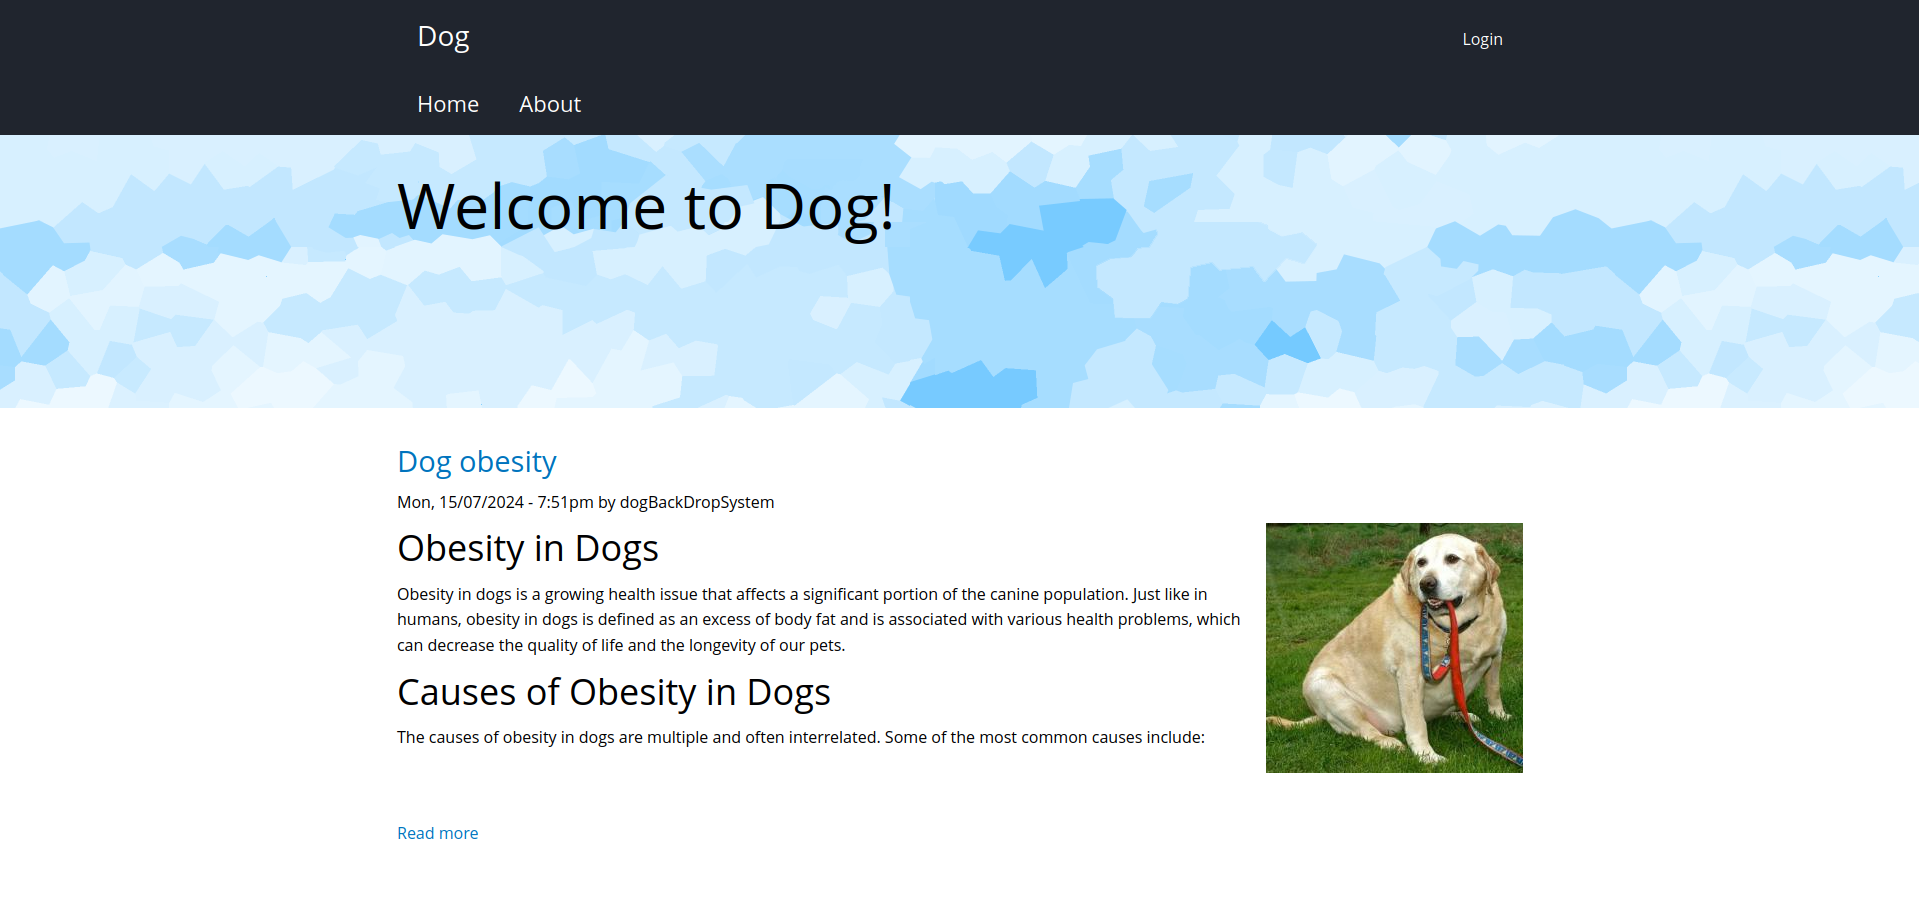 Dog
Login
Home About
Welcome to Dog!
Dog obesity
Mon, 15/07/2024 - 7:51pm by dogBackDropSystem
Obesity in Dogs
Obesity in dogs is a growing health issue that affects a significant portion of the canine population. Just like in
humans, obesity in dogs is defined as an excess of body fat and is associated with various health problems, which
can decrease the quality of life and the longevity of our pets.
Causes of Obesity in Dogs
The causes of obesity in dogs are multiple and often interrelated. Some of the most common causes include:
Read more